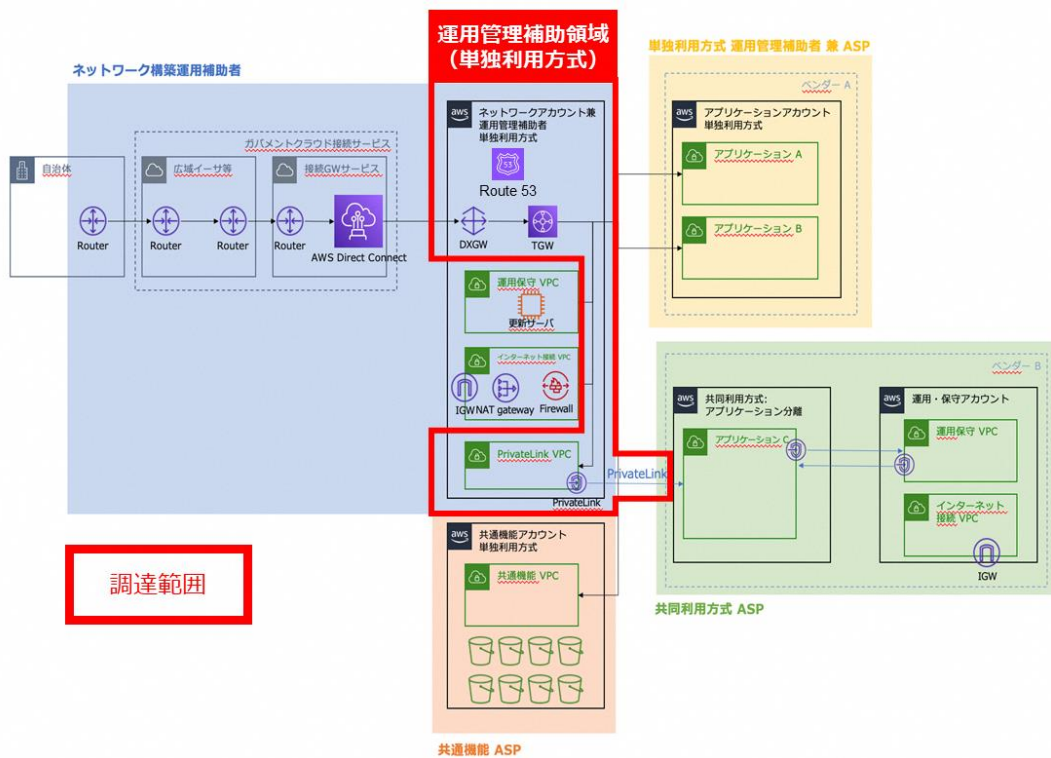 運用管理補助領域
（単独利用方式）
ネットワーク構築運用補助者
単独利用方式 運用管理補助者 兼 ASP
ベンダー A
aws
ネットワークアカウント兼
運用管理補助者
単独利用方式
53
Route 53
aws
アプリケーションアカウント
単独利用方式
アプリケーション A
アプリケーション B
ガバメントクラウド接続サービス
自治体
広域イーサ等
接続GWサービス
Router
Router
Router
Router
AWS Direct Connect
DXGW
TGW
運用保守 VPC
更新サーバ
インターネット接続 VPC
IGW
NAT gateway
Firewall
PrivateLink VPC
PrivateLink
PrivateLink
ベンダー B
aws
共同利用方式:
アプリケーション分離
アプリケーション C
aws
運用・保守アカウント
運用保守 VPC
インターネット
接続 VPC
IGW
共同利用方式 ASP
aws
共通機能アカウント
単独利用方式
共通機能 VPC
共通機能 ASP
調達範囲